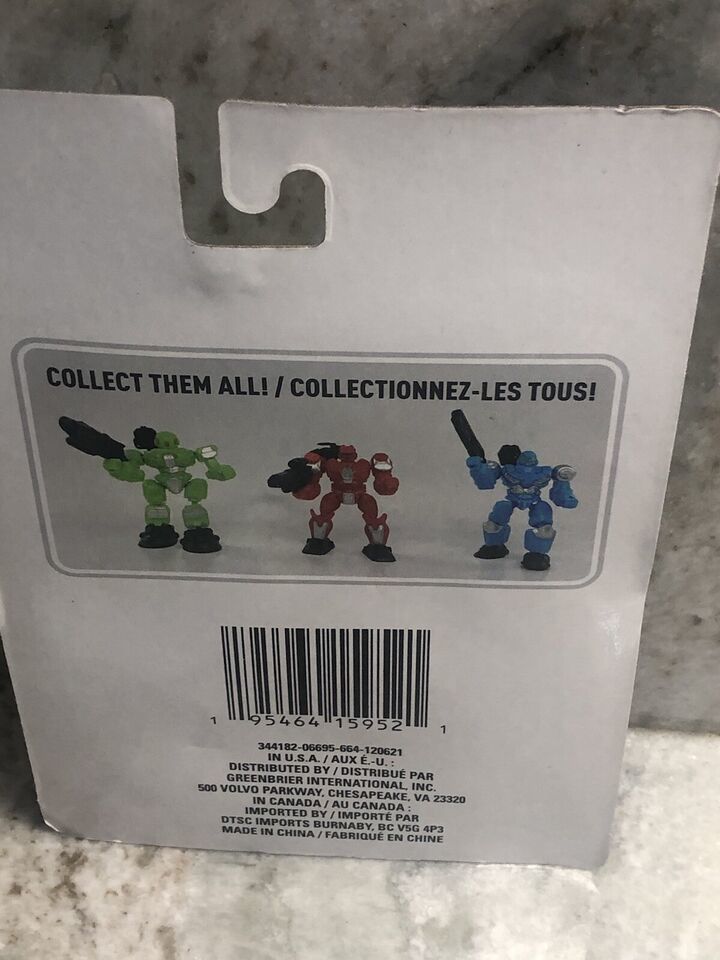 COLLECT THEM ALL! / COLLECTIONNEZ-LES TOUS!
1 95464 15952 1
344182-06695-664-120621
IN U.S.A. / AUX É.-U. :
DISTRIBUTED BY / DISTRIBUÉ PAR
GREENBRIER INTERNATIONAL, INC.
500 VOLVO PARKWAY, CHESAPEAKE, VA 23320
IN CANADA / AU CANADA :
IMPORTED BY / IMPORTÉ PAR
DTSC IMPORTS BURNABY, BC V5G 4P3
MADE IN CHINA / FABRIQUÉ EN CHINE